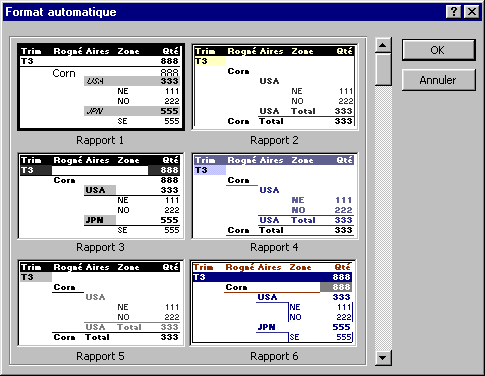 Format automatique
OK
Annuler
Trim Rogné Aires Zone Qté
T3 888
Corn 888
USA 333
NE 111
NO 222
JPN 555
SE 555
Rapport 1
Trim Rogné Aires Zone Qté
T3
Corn
USA
NE 111
NO 222
USA Total 333
Corn Total 333
Rapport 2
Trim Rogné Aires Zone Qté
T3 888
Corn 888
USA 333
NE 111
NO 222
JPN 555
SE 555
Rapport 3
Trim Rogné Aires Zone Qté
T3
Corn
USA
NE 111
NO 222
USA Total 333
Corn Total 333
Rapport 4
Trim Rogné Aires Zone Qté
T3
Corn
USA
NE 111
NO 222
USA Total 333
Corn Total 333
Rapport 5
Trim Rogné Aires Zone Qté
T3 888
Corn 888
USA 333
NE 111
NO 222
JPN 555
SE 555
Rapport 6